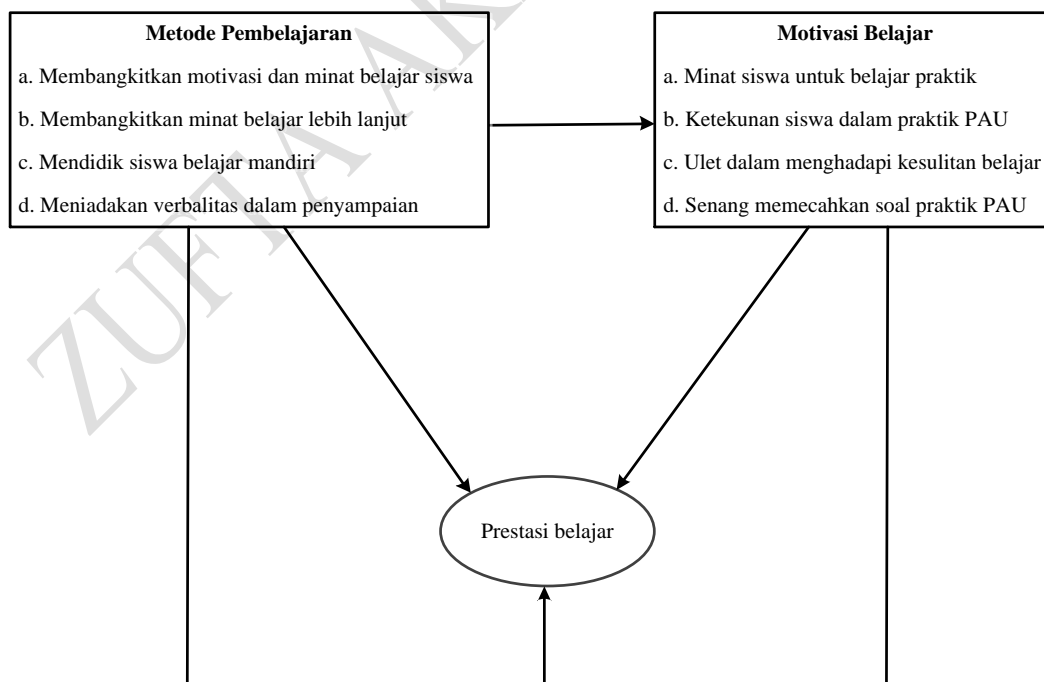 Metode Pembelajaran
a. Membangkitkan motivasi dan minat belajar siswa
b. Membangkitkan minat belajar lebih lanjut
c. Mendidik siswa belajar mandiri
d. Meniadakan verbalitas dalam penyampaian
Motivasi Belajar
a. Minat siswa untuk belajar praktik
b. Ketekunan siswa dalam praktik PAU
c. Ulet dalam menghadapi kesulitan belajar
d. Senang memecahkan soal praktik PAU
Prestasi belajar
ZUFTA